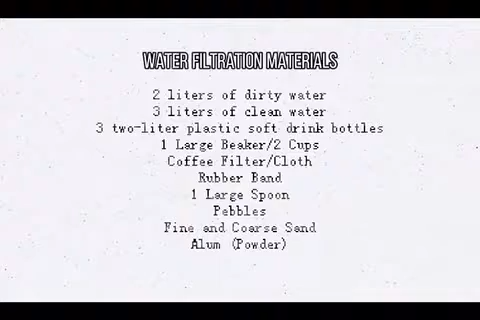 WATER FILTRATION MATERIALS
2 liters of dirty water
3 liters of clean water
3 two-liter plastic soft drink bottles
1 Large Beaker/2 Cups
Coffee Filter/Cloth
Rubber Band
1 Large Spoon
Pebbles
Fine and Coarse Sand
Alum (Powder)